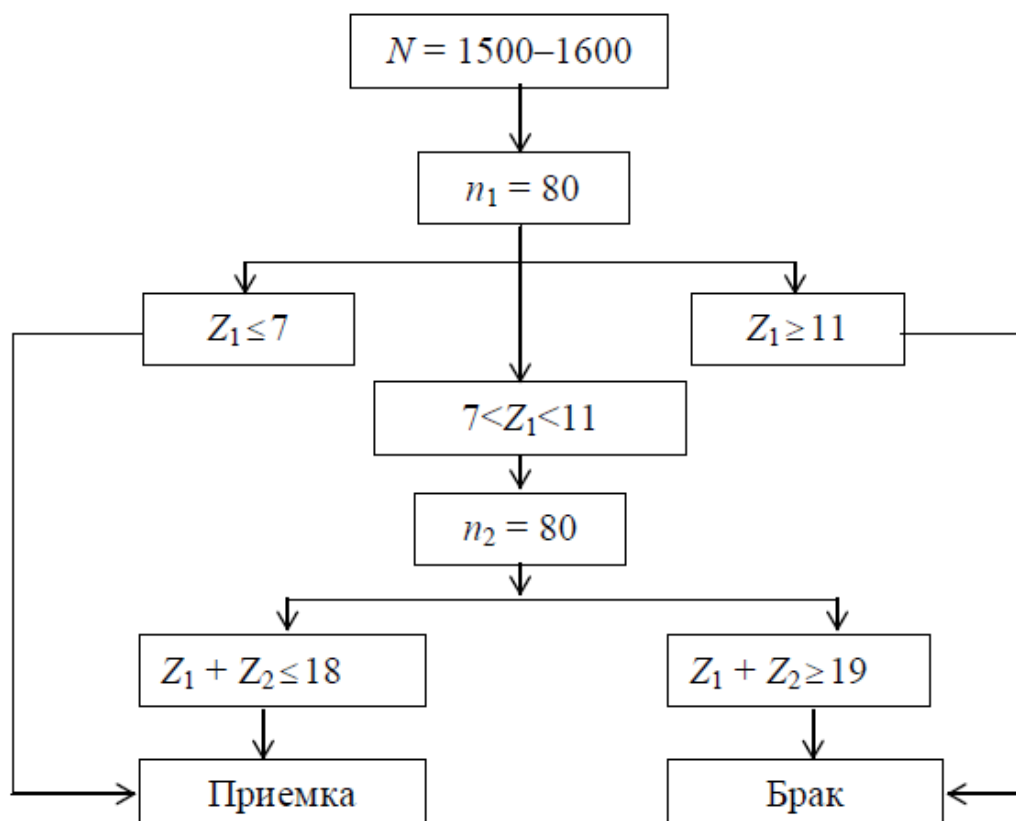 N = 1500–1600
n₁ = 80
Z₁ ≤ 7
Z₁ ≥ 11
7<Z₁<11
n₂ = 80
Z₁ + Z₂ ≤ 18
Z₁ + Z₂ ≥ 19
Приемка
Брак